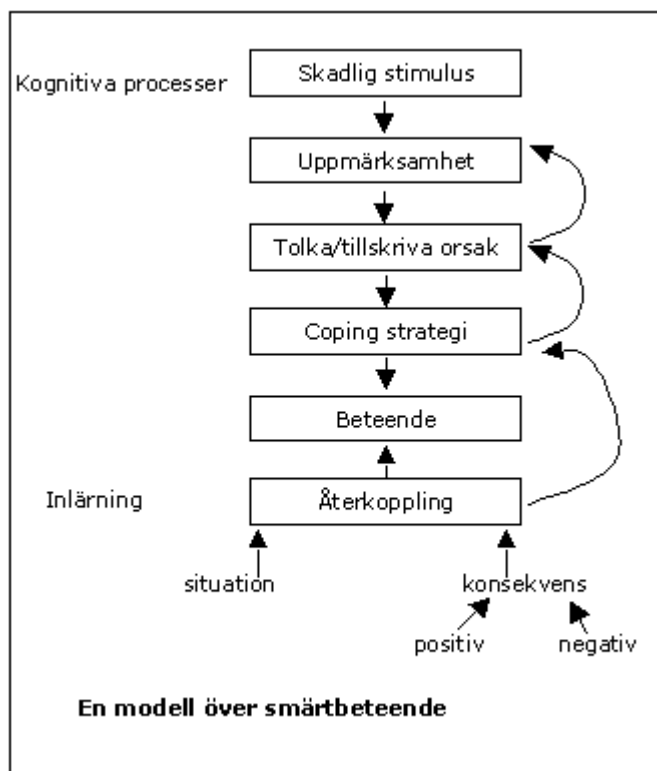 Skadlig stimulus
Kognitiva processer
Uppmärksamhet
Tolka/tillskriva orsak
Coping strategi
Beteende
Inlärning
Återkoppling
situation
konsekvens
positiv
negativ
En modell över smärtbeteende